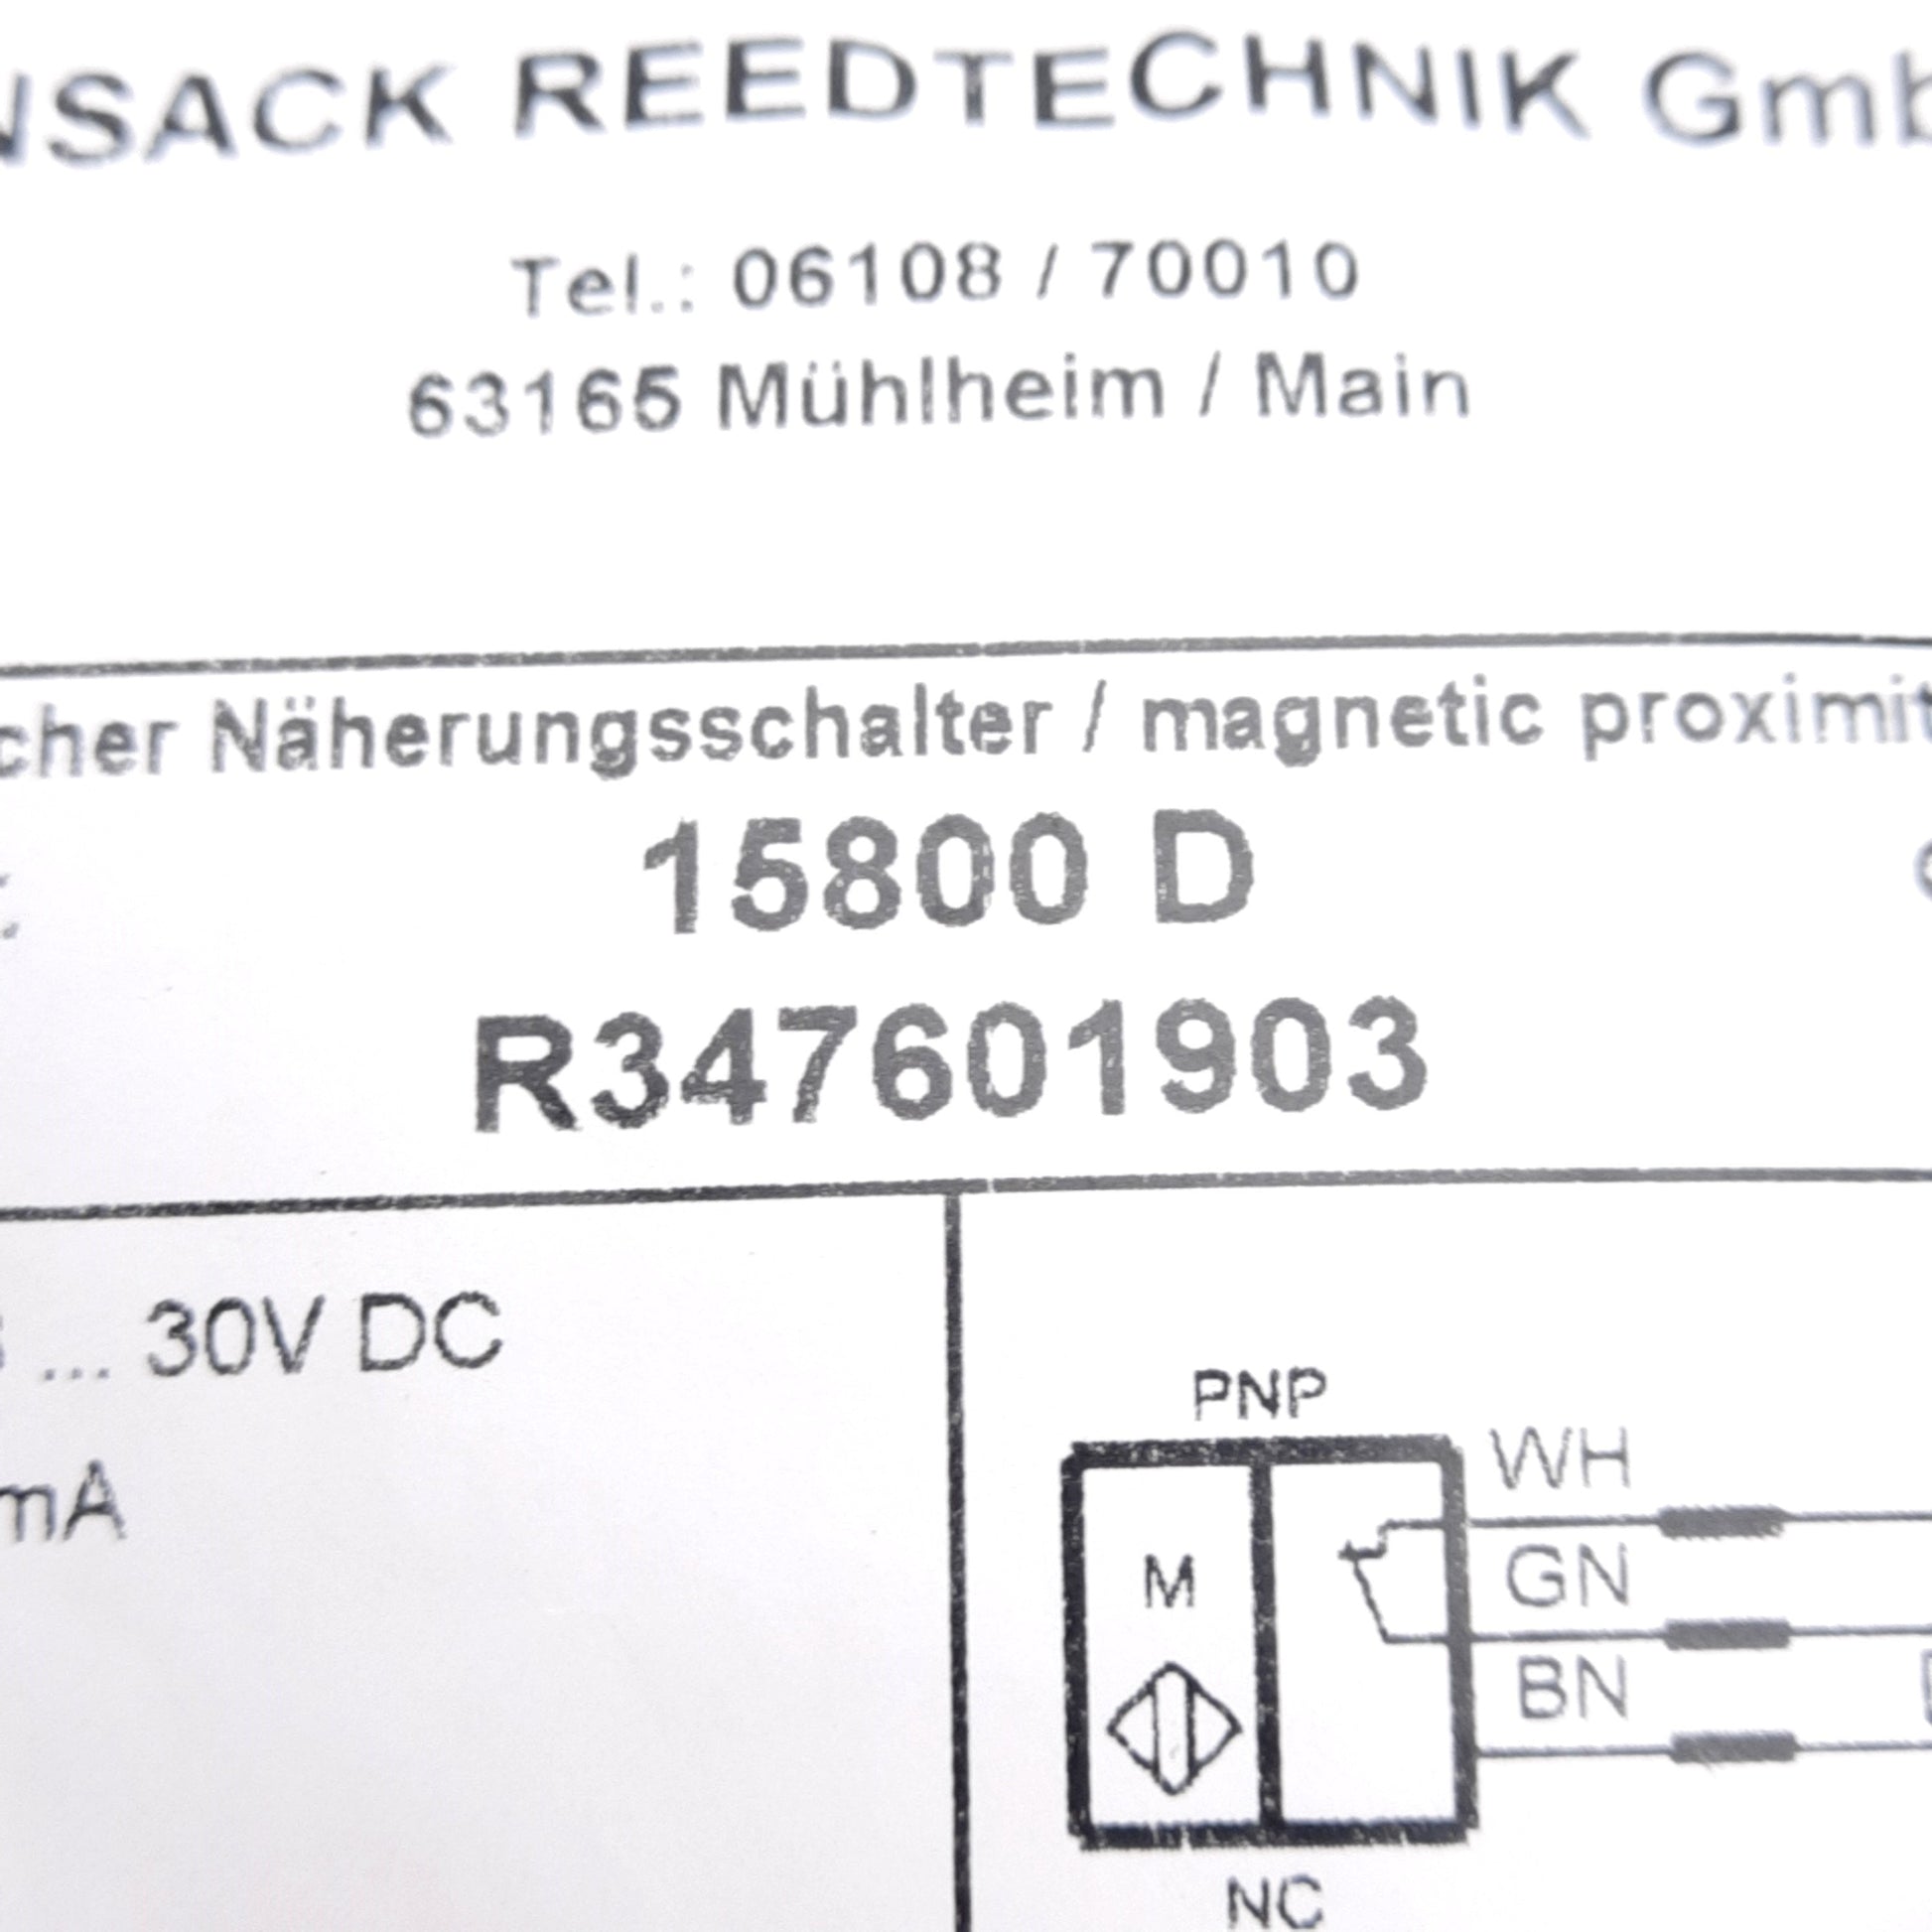 NSACK REEDTECHNIK Gmb
Tel.: 06108 / 70010
63165 Mühlheim / Main
cher Näherungsschalter / magnetic proximit
15800 D
R347601903
... 30V DC
mA
PNP
WH
M
GN
BN
NC